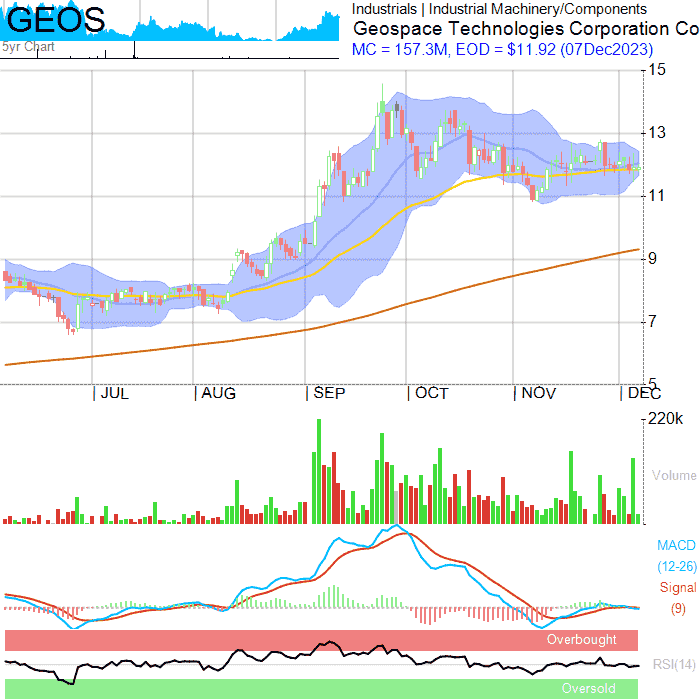 GEOS
5yr Chart
Industrials | Industrial Machinery/Components
Geospace Technologies Corporation Co
MC = 157.3M, EOD = $11.92 (07Dec2023)
15
13
11
9
7
5
JUL AUG SEP OCT NOV DEC
220k
Volume
MACD
(12-26)
Signal
(9)
Overbought
RSI(14)
Oversold